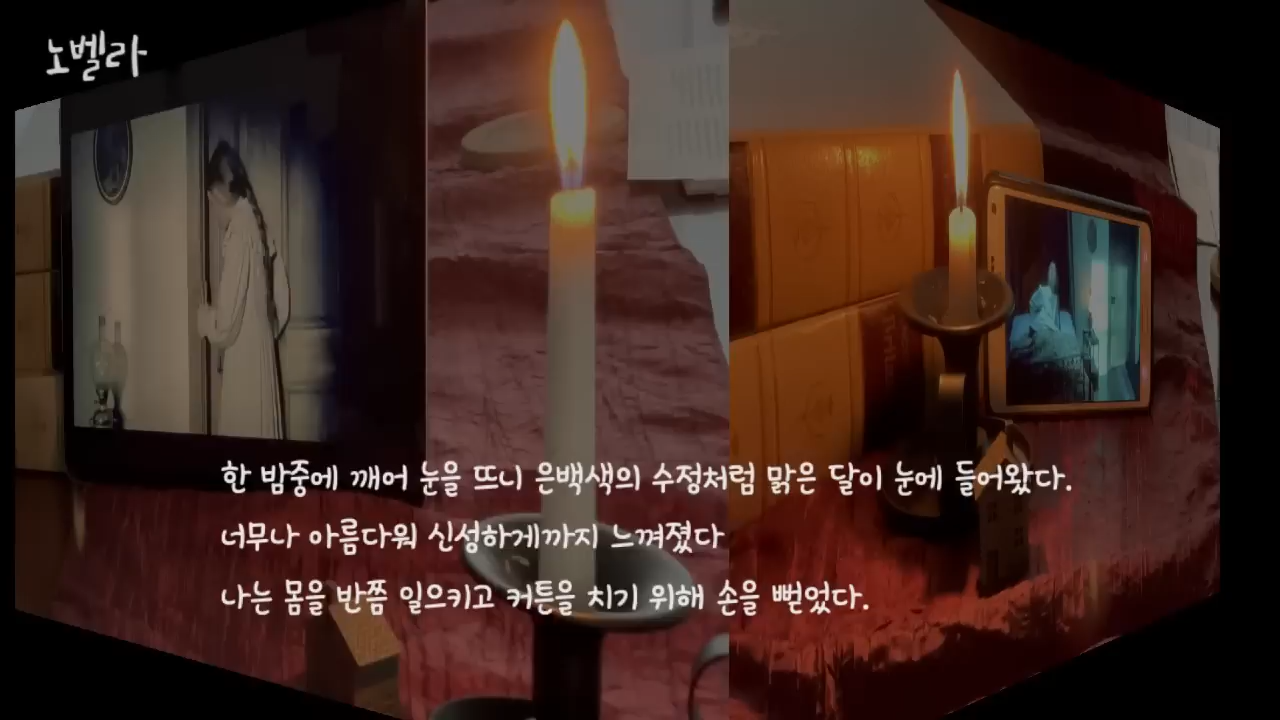 노벨라
한 밤중에 깨어 눈을 뜨니 은백색의 수정처럼 맑은 달이 눈에 들어왔다.
너무나 아름다워 신성하게까지 느껴졌다
나는 몸을 반쯤 일으키고 커튼을 치기 위해 손을 뻗었다.